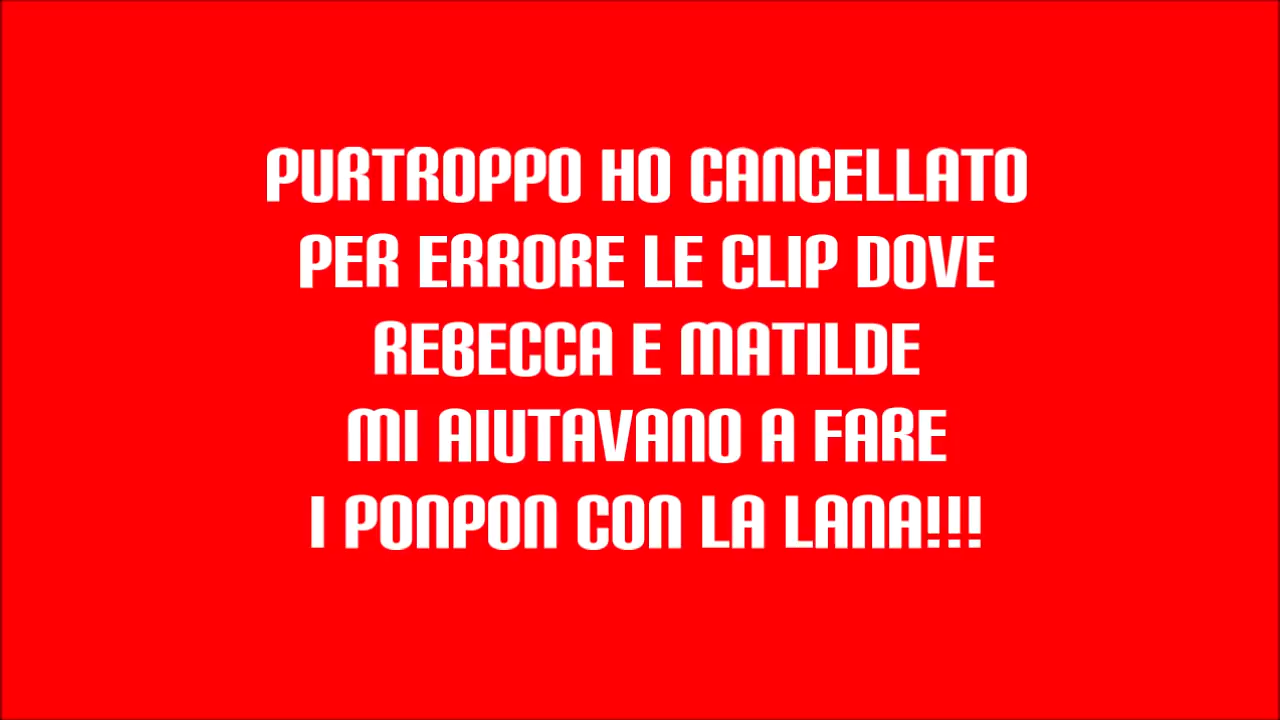 PURTROPPO HO CANCELLATO
PER ERRORE LE CLIP DOVE
REBECCA E MATILDE
MI AIUTAVANO A FARE
I PONPON CON LA LANA!!!